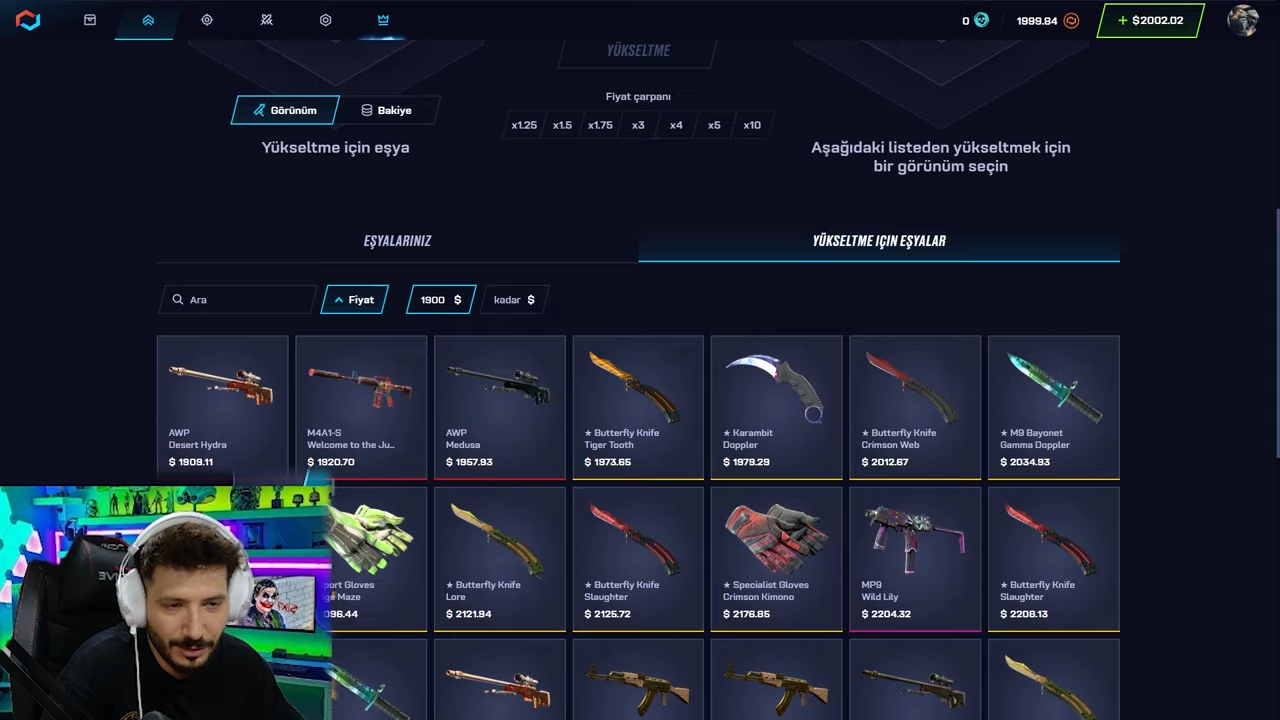 0
1999.84
+ $2002.02
YÜKSELTME
Görünüm
Bakiye
Fiyat çarpanı
x1.25 x1.5 x1.75 x3 x4 x5 x10
Yükseltme için eşya
Aşağıdaki listeden yükseltmek için
bir görünüm seçin
EŞYALARINIZ
YÜKSELTME IÇIN EŞYALAR
Ara
Fiyat
1900 $
kadar $
AWP
Desert Hydra
$ 1909.11
M4A1-S
Welcome to the Ju...
$ 1920.70
AWP
Medusa
$ 1957.93
★ Butterfly Knife
Tiger Tooth
$ 1973.65
★ Karambit
Doppler
$ 1979.29
★ Butterfly Knife
Crimson Web
$ 2012.67
★ M9 Bayonet
Gamma Doppler
$ 2034.93
Gloves
Maze
96.44
★ Butterfly Knife
Lore
$ 2121.94
★ Butterfly Knife
Slaughter
$ 2125.72
★ Specialist Gloves
Crimson Kimono
$ 2176.85
MP9
Wild Lily
$ 2204.32
★ Butterfly Knife
Slaughter
$ 2208.13